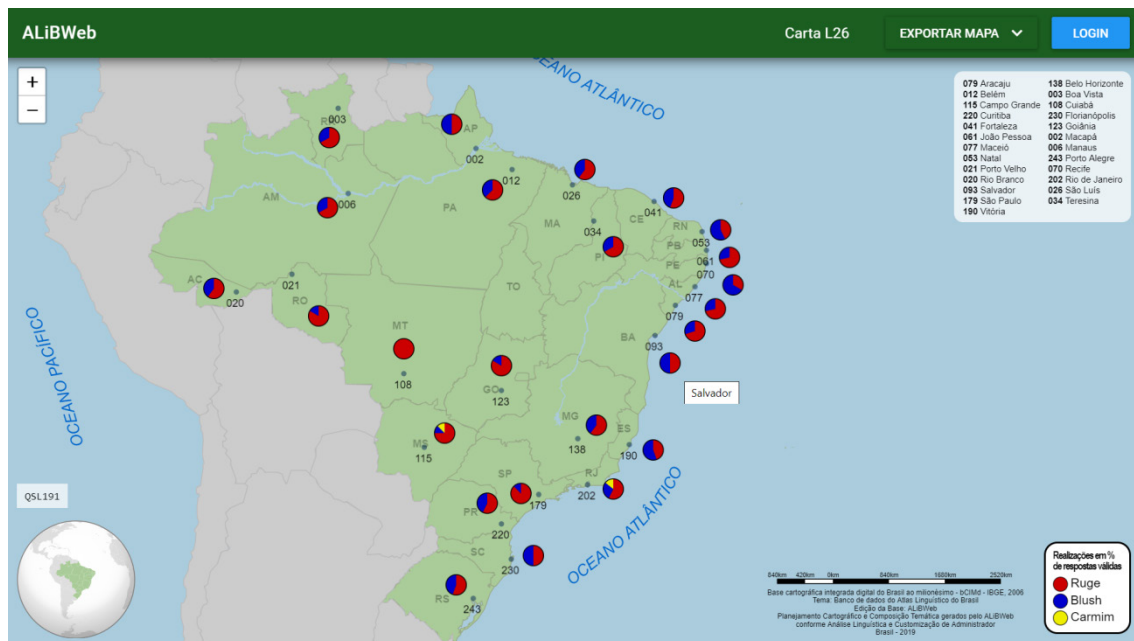 ALiBWeb
Carta L26
EXPORTAR MAPA
LOGIN
+
−
OCEANO ATLÂNTICO
079 Aracaju
012 Belém
115 Campo Grande
220 Curitiba
041 Fortaleza
061 João Pessoa
077 Maceió
053 Natal
021 Porto Velho
020 Rio Branco
093 Salvador
179 São Paulo
190 Vitória
138 Belo Horizonte
003 Boa Vista
108 Cuiabá
230 Florianópolis
123 Goiânia
002 Macapá
006 Manaus
243 Porto Alegre
070 Recife
202 Rio de Janeiro
026 São Luís
034 Teresina
003
AP
002
012
AM
006
PA
026
041
MA
CE
034
RN
053
PI
PB
061
PE
070
AC
021
020
RO
TO
AL
077
079
MT
BA
093
108
GO
123
Salvador
OCEANO PACÍFICO
MS
115
MG
138
ES
190
SP
RJ
179
202
PR
220
SC
230
OCEANO ATLÂNTICO
RS
243
QSL191
840km 420km 0km 840km 1680km 2520km
Base cartográfica integrada digital do Brasil ao milionésimo - bCIMd - IBGE, 2006
Tema: Banco de dados do Atlas Linguístico do Brasil
Edição da Base: ALiBWeb
Planejamento Cartográfico e Composição Temática gerados pelo ALiBWeb
conforme Análise Linguística e Customização de Administrador
Brasil - 2019
Realizações em %
de respostas válidas
Ruge
Blush
Carmim